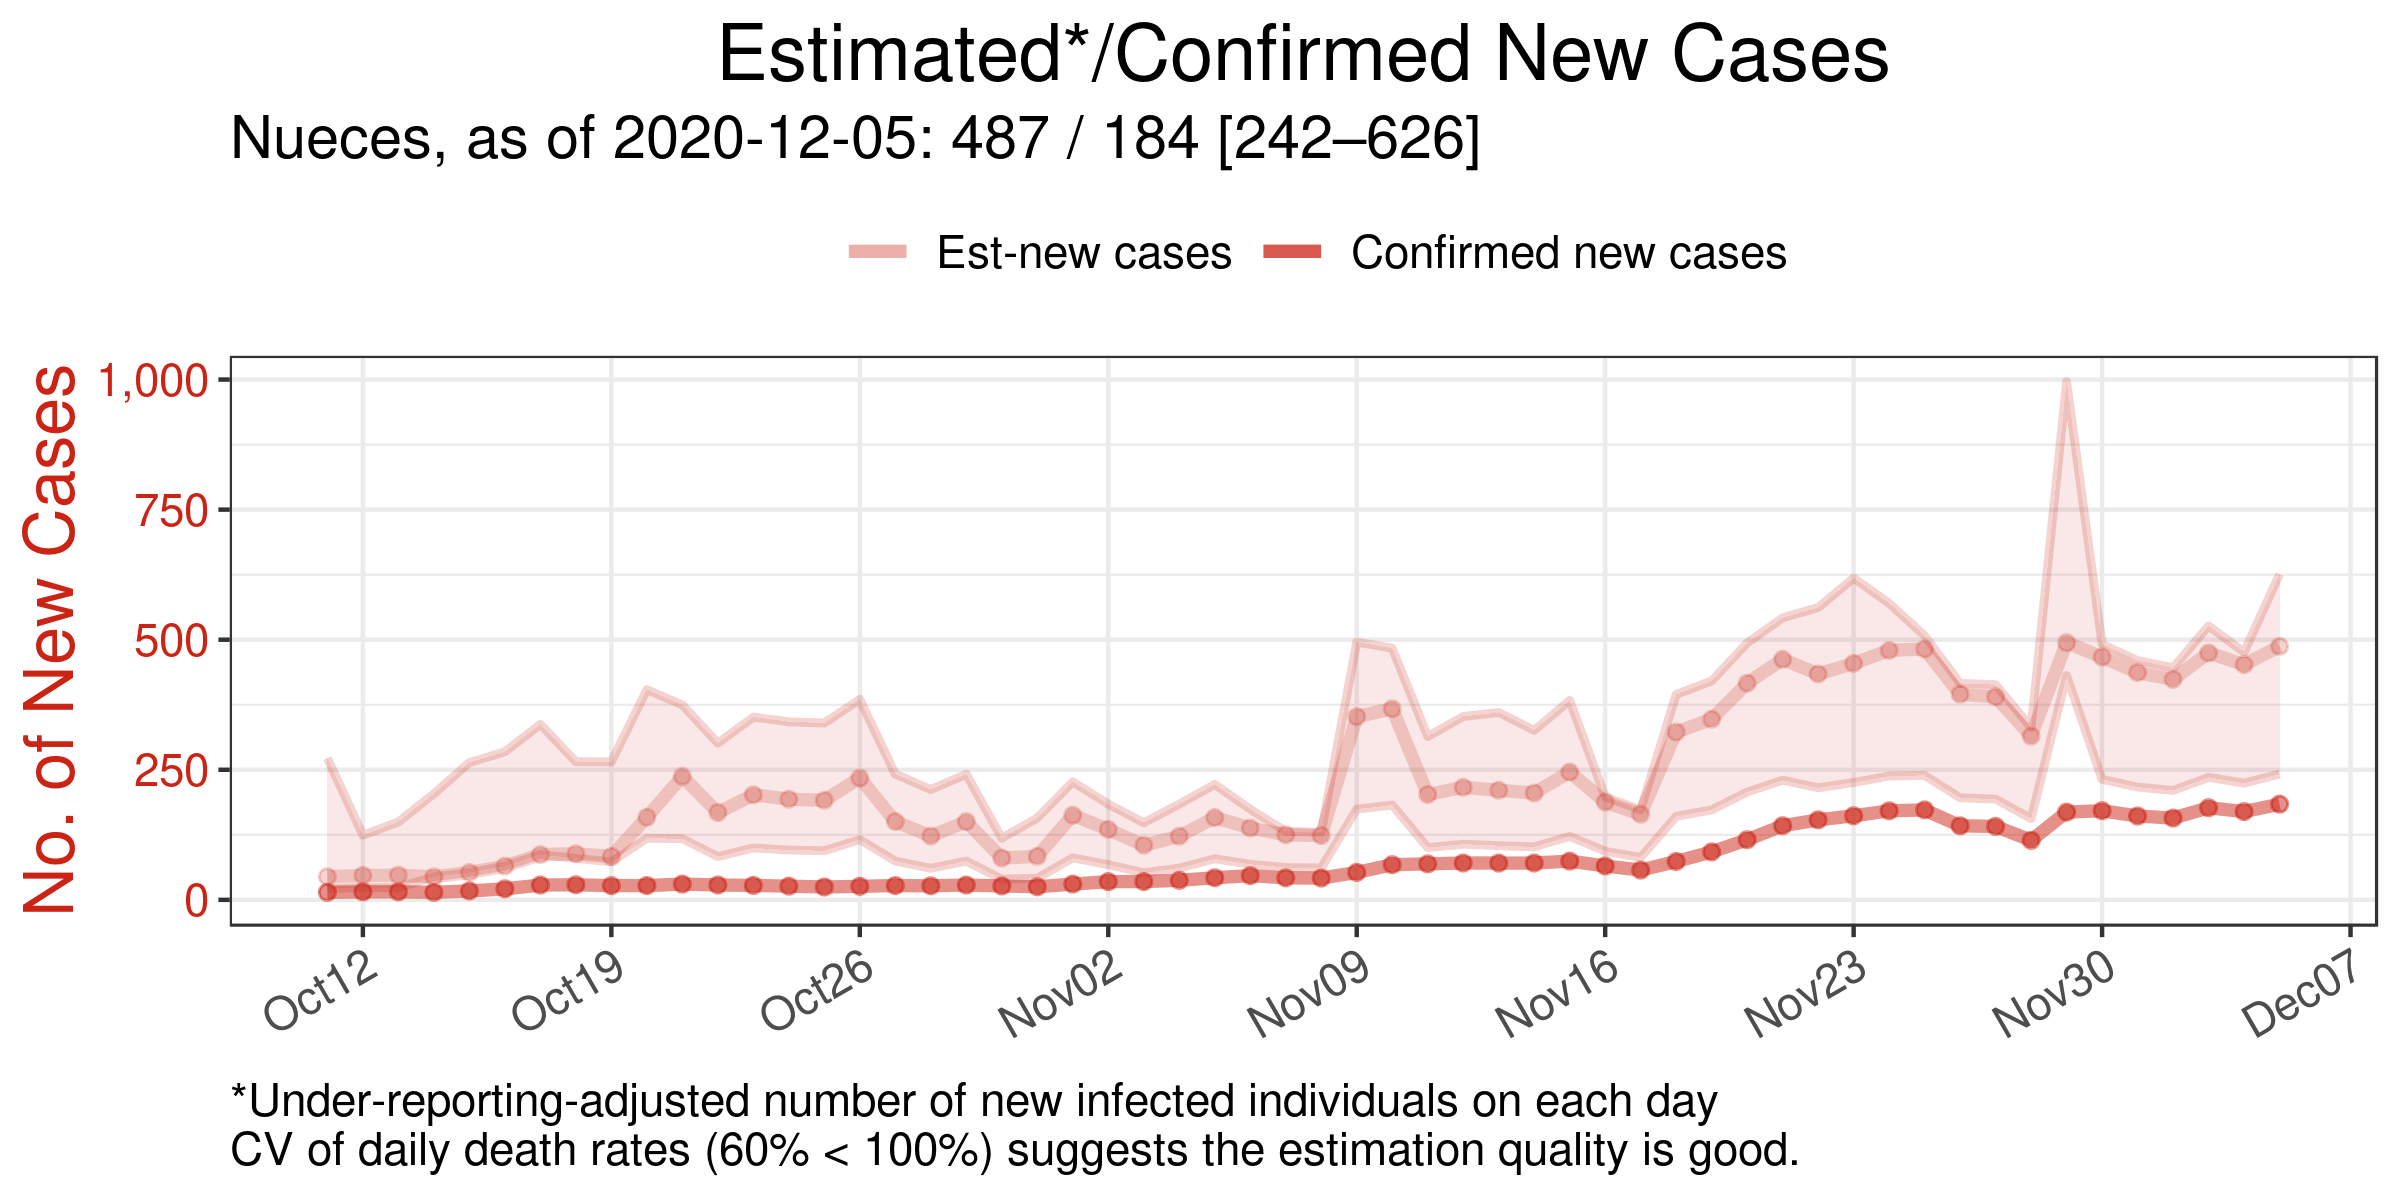 Estimated*/Confirmed New Cases
Nueces, as of 2020-12-05: 487 / 184 [242–626]
Est-new cases
Confirmed new cases
No. of New Cases
1,000
750
500
250
0
Oct12
Oct19
Oct26
Nov02
Nov09
Nov16
Nov23
Nov30
Dec07
*Under-reporting-adjusted number of new infected individuals on each day
CV of daily death rates (60% < 100%) suggests the estimation quality is good.